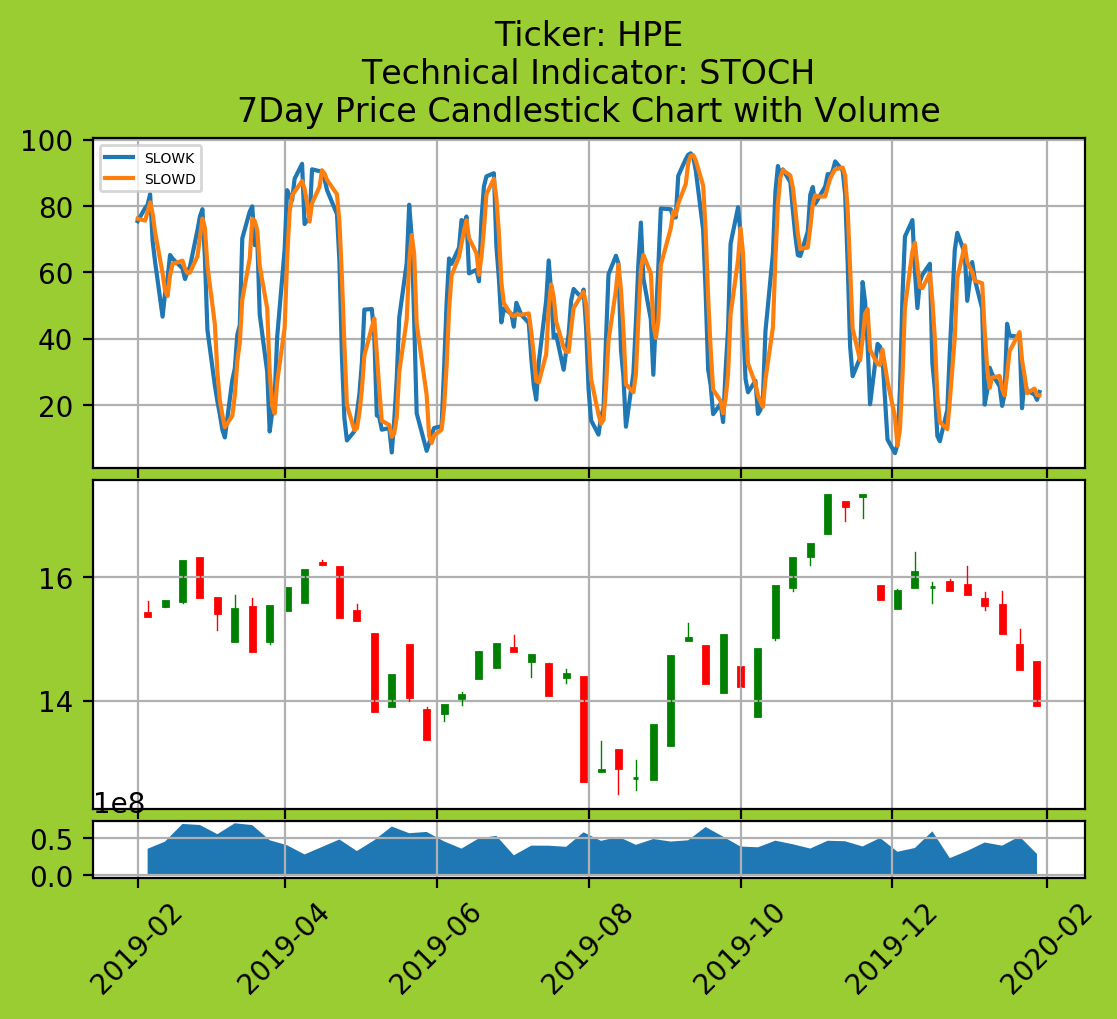 Ticker: HPE
Technical Indicator: STOCH
7Day Price Candlestick Chart with Volume
100
80
60
40
20
SLOWK
SLOWD
16
14
1e8
0.5
0.0
2019-02
2019-04
2019-06
2019-08
2019-10
2019-12
2020-02